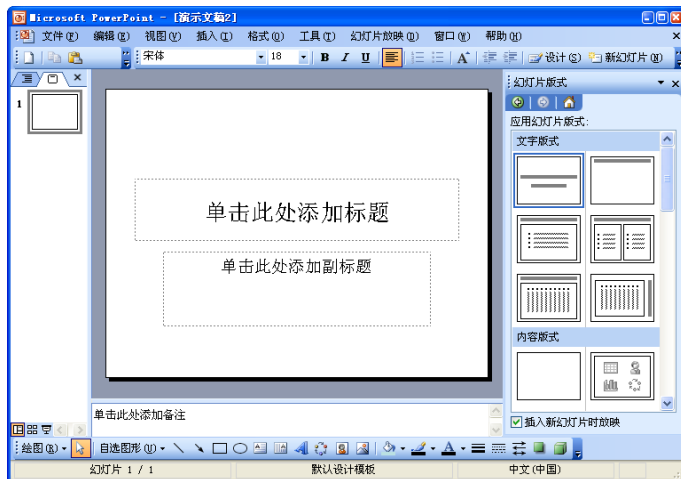 Microsoft PowerPoint - [演示文稿2]
文件(F) 编辑(E) 视图(V) 插入(I) 格式(O) 工具(T) 幻灯片放映(D) 窗口(W) 帮助(H)
宋体 18 B I U A 设计(S) 新幻灯片(N)
幻灯片版式
1
应用幻灯片版式:
文字版式
单击此处添加标题
单击此处添加副标题
内容版式
单击此处添加备注
插入新幻灯片时放映
绘图(R) 自选图形(U) A
幻灯片 1 / 1 默认设计模板 中文(中国)